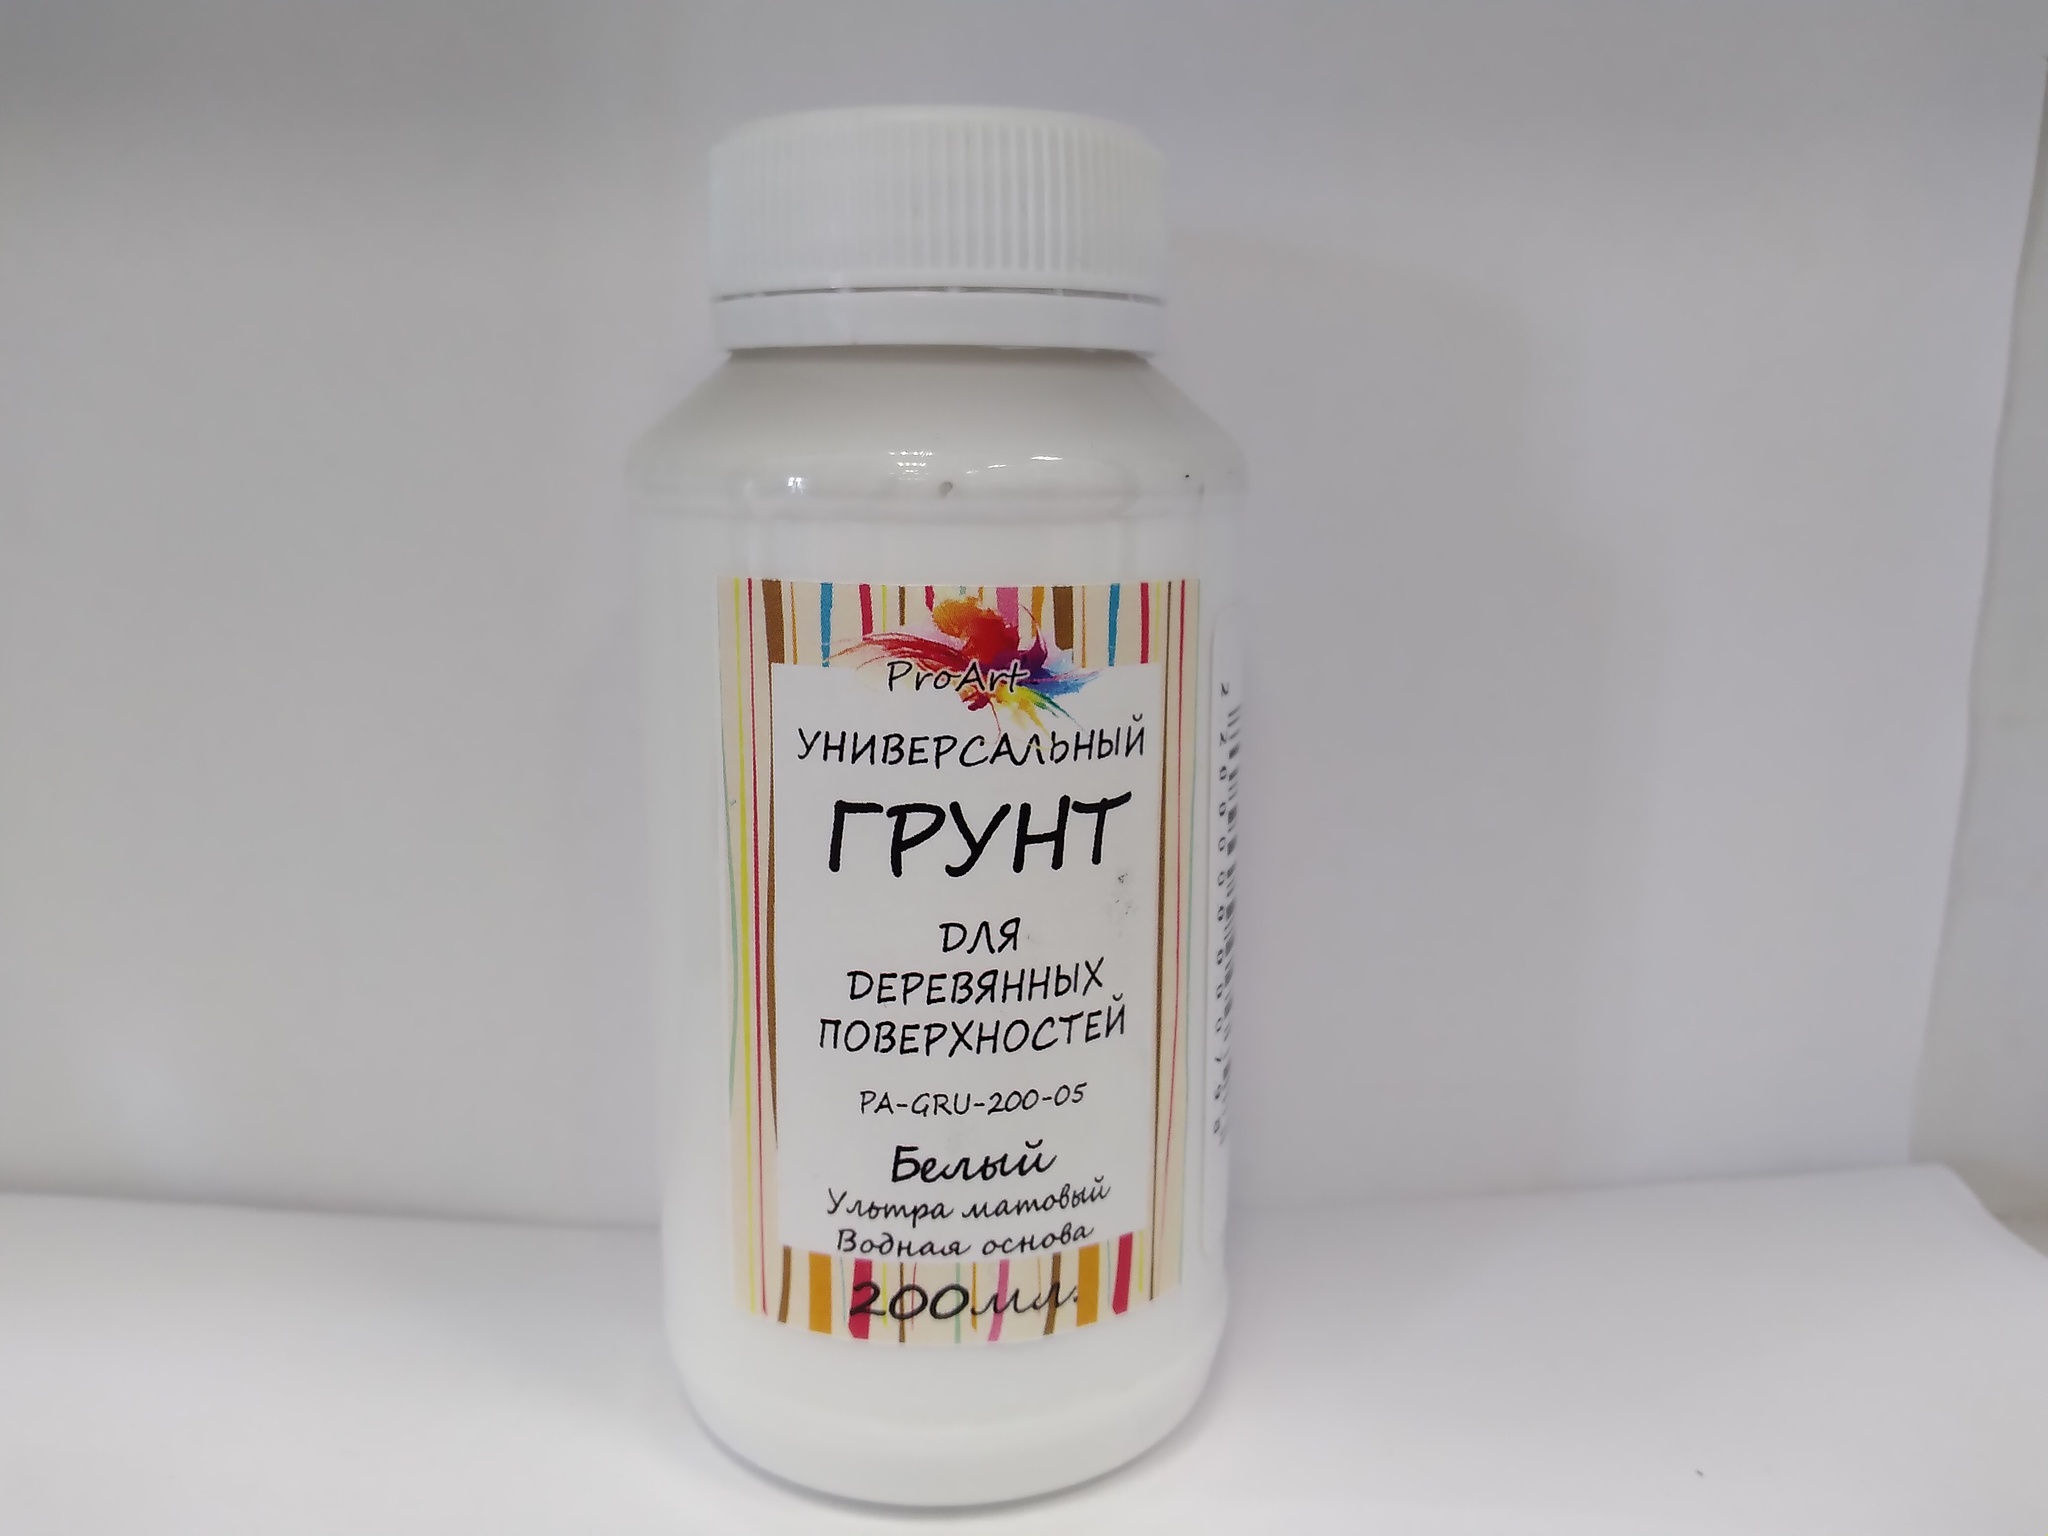 ProArt
УНИВЕРСАЛЬНЫЙ
ГРУНТ
ДЛЯ
ДЕРЕВЯННЫХ
ПОВЕРХНОСТЕЙ
PA-GRU-200-05
Белый
Ультра матовый
Водная основа
200мл.